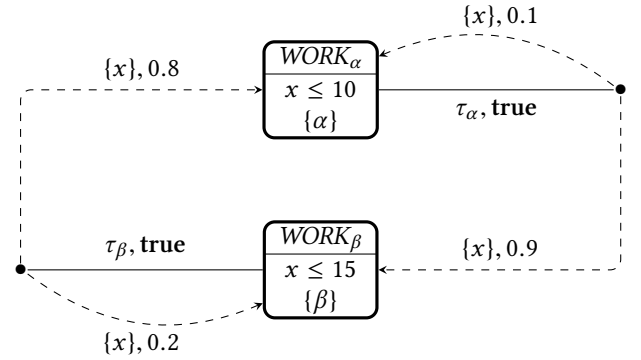 {x}, 0.1
{x}, 0.8
WORK_α
x ≤ 10
{α}
τ_α, true
WORK_β
x ≤ 15
{β}
τ_β, true
{x}, 0.9
{x}, 0.2